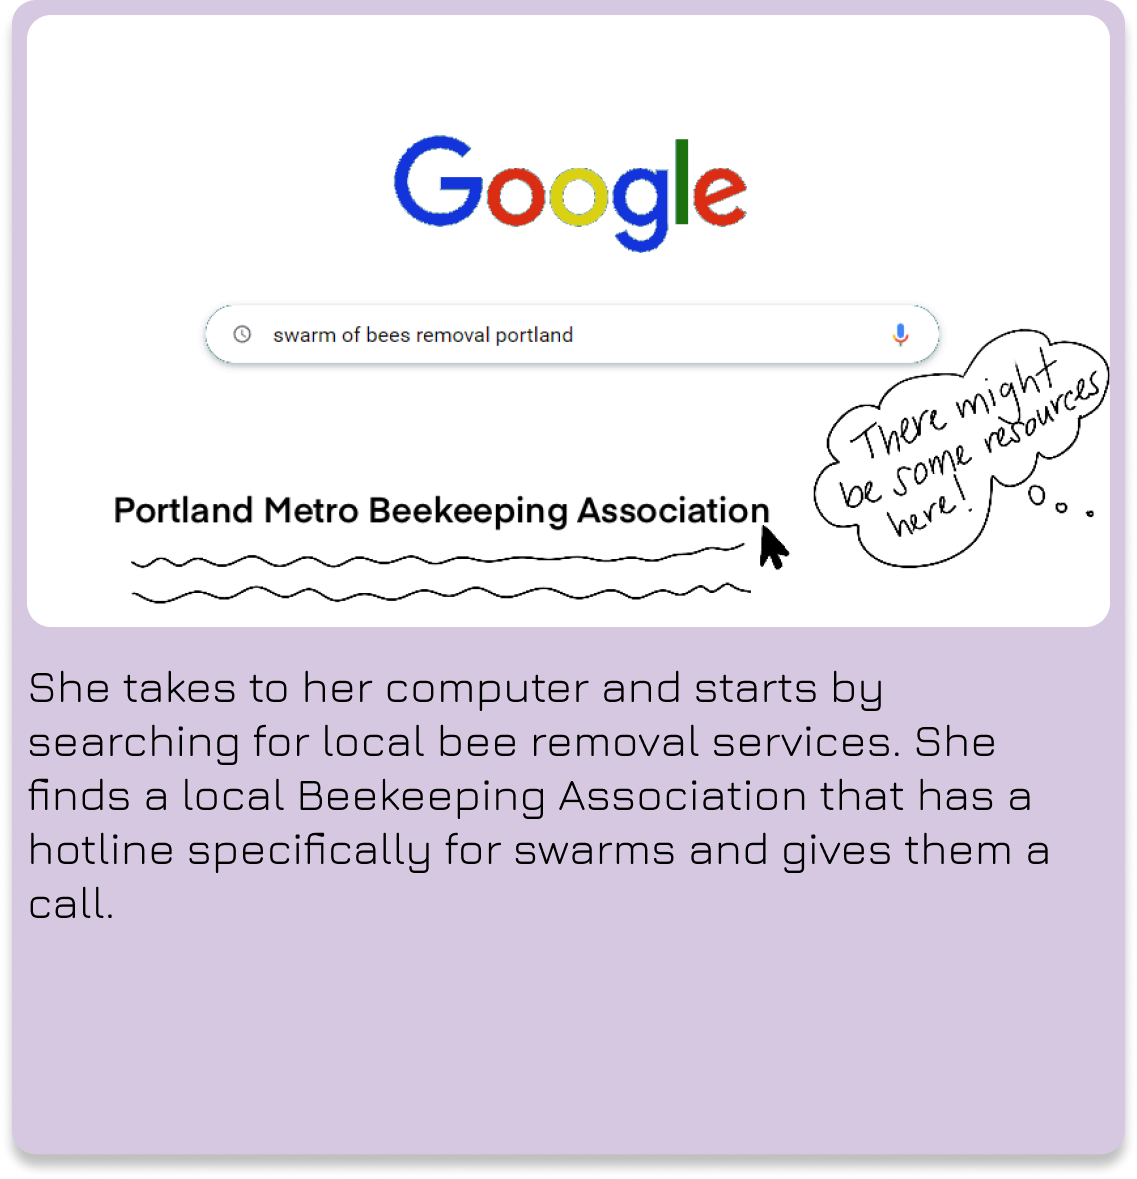 Google
swarm of bees removal portland
There might
be some resources
here!
Portland Metro Beekeeping Association
She takes to her computer and starts by
searching for local bee removal services. She
finds a local Beekeeping Association that has a
hotline specifically for swarms and gives them a
call.